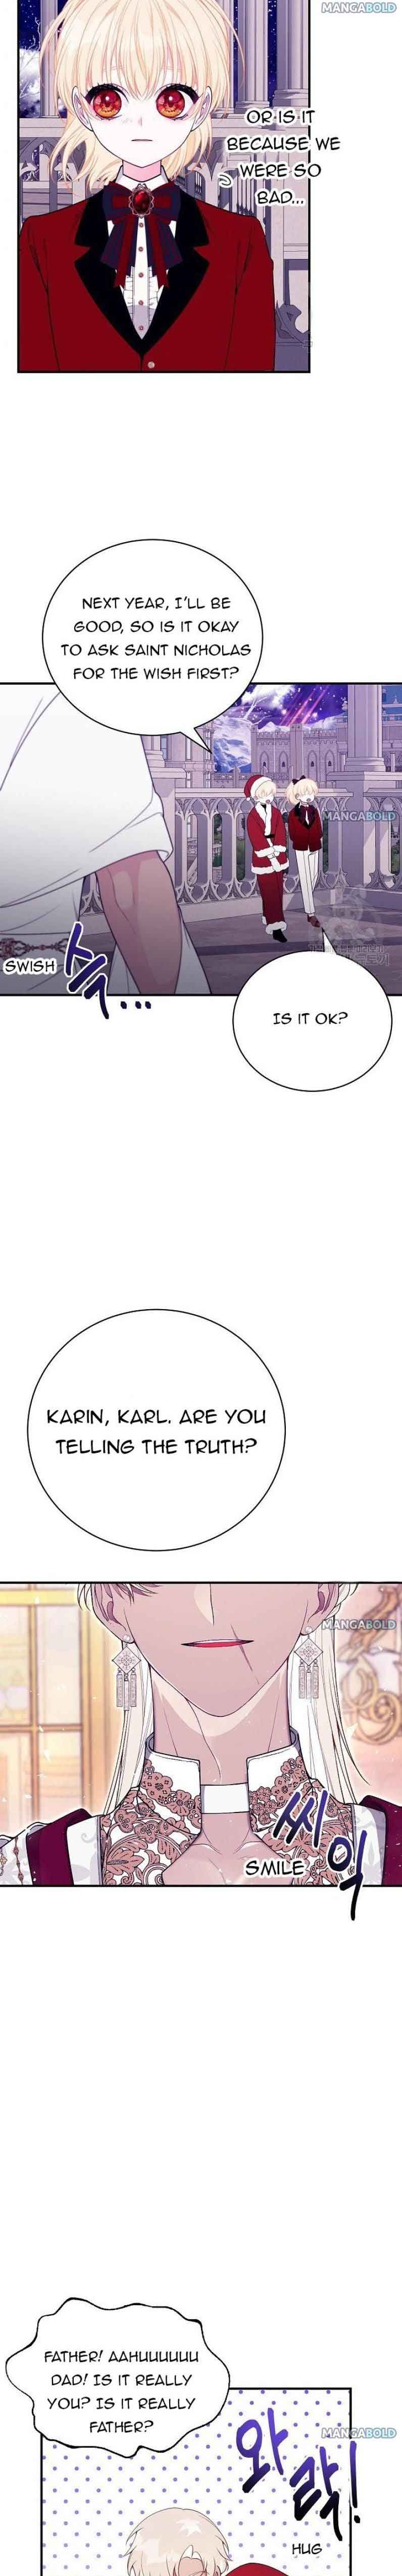 MANGABOLD
OR IS IT
BECAUSE WE
WERE SO
BAD...
NEXT YEAR, I'LL BE
GOOD, SO IS IT OKAY
TO ASK SAINT NICHOLAS
FOR THE WISH FIRST?
MANGABOLD
SWISH
스윽...
IS IT OK?
KARIN, KARL. ARE YOU
TELLING THE TRUTH?
MANGABOLD
씨익
SMILE
FATHER! AAHUUUUUU
DAD! IS IT REALLY
YOU? IS IT REALLY
FATHER?
MANGABOLD
와락!
HUG